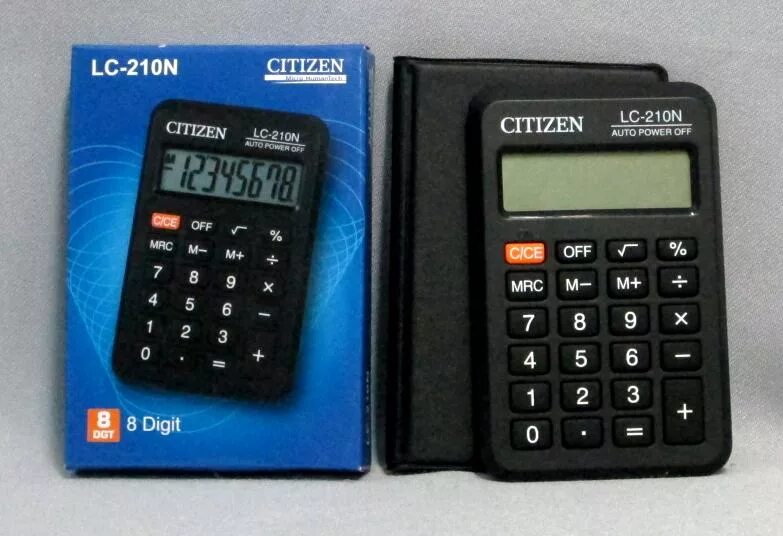 LC-210N
CITIZEN
Micro HumanTech
CITIZEN LC-210N
AUTO POWER OFF
M 12345678
C/CE OFF √ %
MRC M− M+ ÷
7 8 9 ×
4 5 6 −
1 2 3
0 · = +
8 DGT
8 Digit
CITIZEN LC-210N
AUTO POWER OFF
C/CE OFF √ %
MRC M− M+ ÷
7 8 9 ×
4 5 6 −
1 2 3 +
0 · =